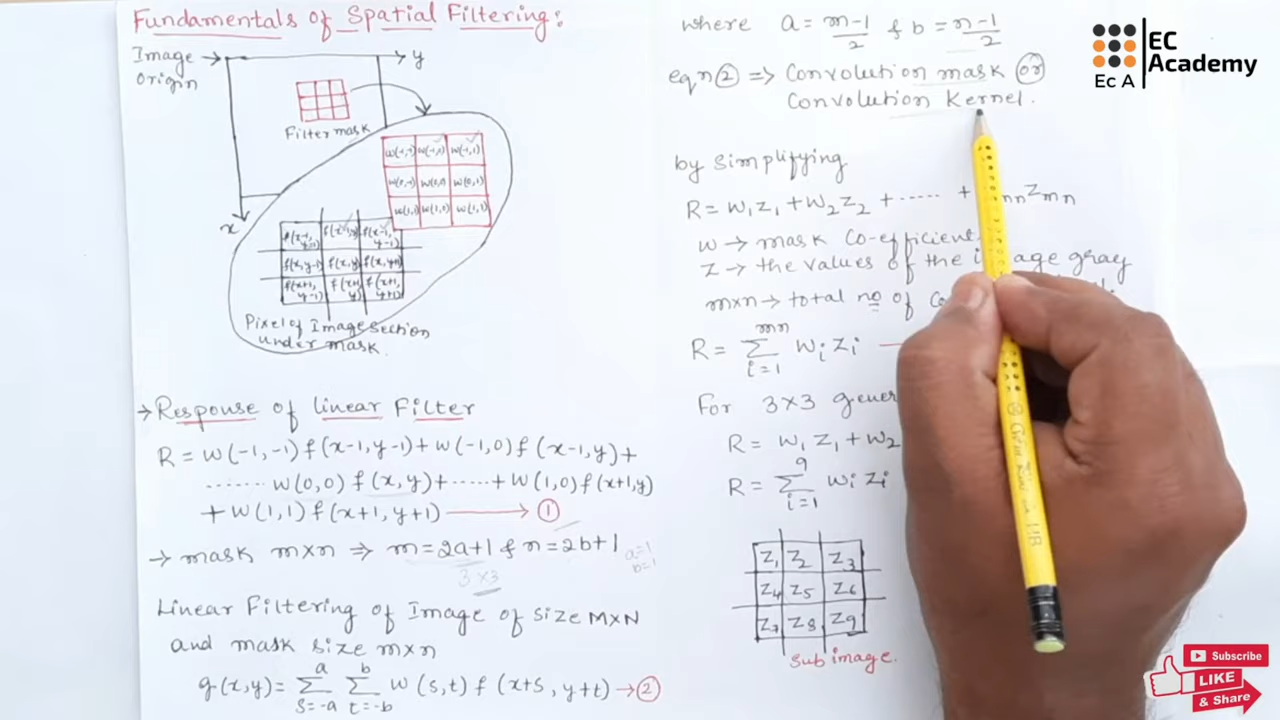 Fundamentals of Spatial Filtering:
Image
origin
y
Filter mask
w(-1,-1) w(-1,0) w(-1,1)
w(0,-1) w(0,0) w(0,1)
w(1,0) w(1,1)
x
f(x-1, y-1) f(x-1,y) f(x-1, y-1)
f(x,y-1) f(x,y) f(x,y+1)
f(x+1, y-1) f(x+1, y) f(x+1, y+1)
Pixel of Image Section
under mask.
→ Response of linear Filter
R = w(-1,-1) f(x-1,y-1) + w(-1,0) f(x-1,y) +
....... w(0,0) f(x,y) + ..... + w(1,0) f(x+1,y)
+ w(1,1) f(x+1, y+1) → ①
→ mask m×n ⇒ m=2a+1 & n=2b+1
a=1
b=1
3×3
Linear Filtering of Image of size M×N
and mask size m×n
g(x,y) = a Σ s=-a b Σ t=-b w(s,t) f(x+s, y+t) → ②
where a = m-1/2 & b = n-1/2
eqn ② ⇒ Convolution mask or
Convolution Kernel.
by simplifying
R = w1z1 + w2z2 + ..... + mn zmn
w → mask co-efficient
z → the values of the image gray
m×n → total no of
R = mn Σ i=1 wi zi
For 3×3
R = w1 z1 + w2
R = 9 Σ i=1 wi zi
z1 z2 z3
z4 z5 z6
z7 z8 z9
Sub image.
EC
Academy
Ec A
Subscribe
LIKE
& Share